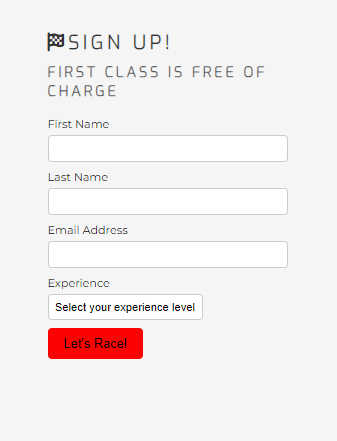 SIGN UP!
FIRST CLASS IS FREE OF
CHARGE
First Name
Last Name
Email Address
Experience
Select your experience level
Let's Race!